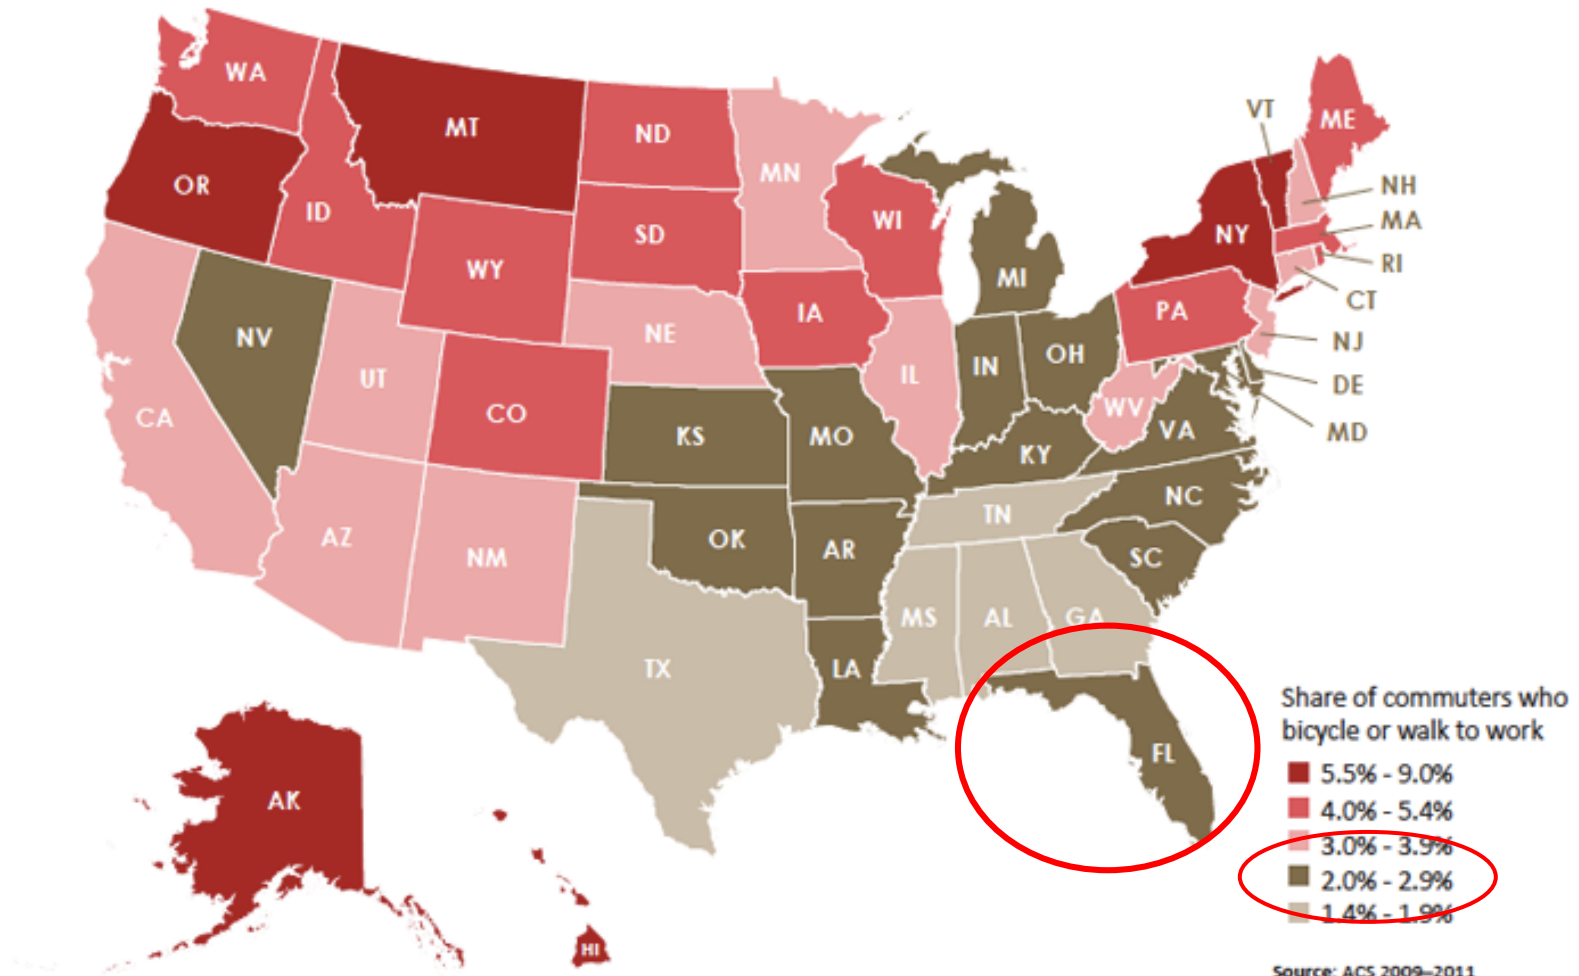 WA
MT
ND
MN
VT
ME
OR
ID
SD
WI
NH
MA
NY
WY
MI
RI
CT
NV
NE
IA
PA
NJ
UT
IL
IN
OH
DE
CA
CO
KS
MO
WV
VA
MD
KY
NC
TN
AZ
NM
OK
AR
SC
MS
AL
GA
TX
LA
FL
AK
HI
Share of commuters who
bicycle or walk to work
5.5% - 9.0%
4.0% - 5.4%
3.0% - 3.9%
2.0% - 2.9%
1.4% - 1.9%
Source: ACS 2009–2011